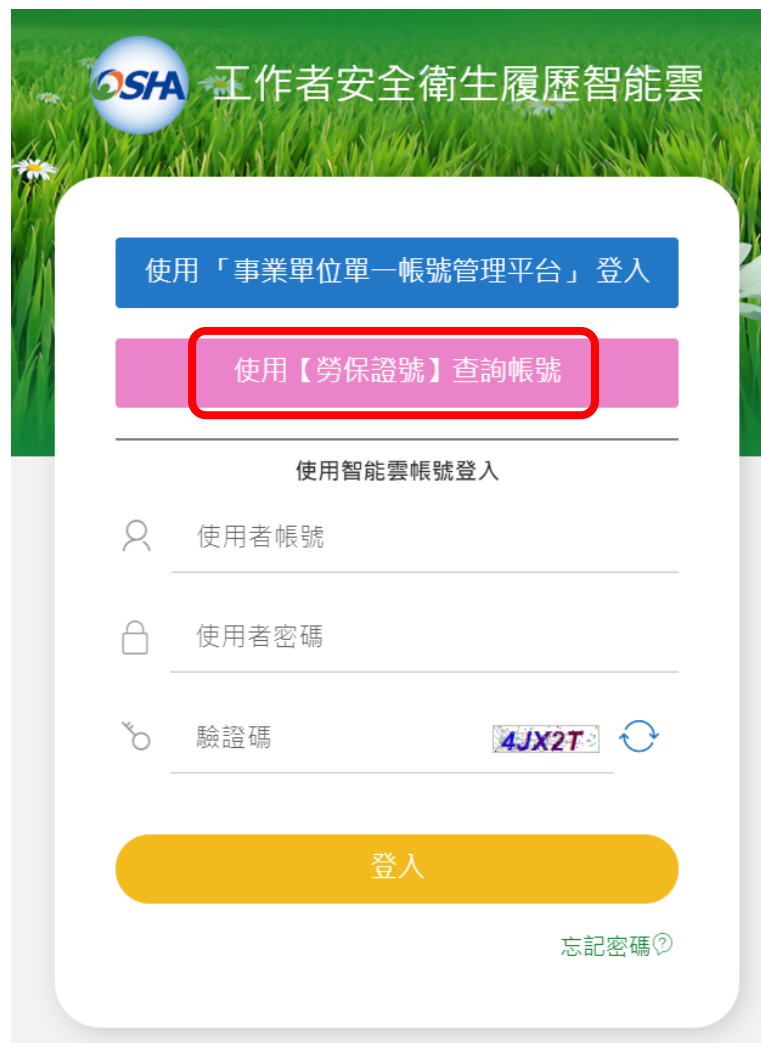 OSHA 工作者安全衛生履歷智能雲
使用「事業單位單一帳號管理平台」登入
使用【勞保證號】查詢帳號
使用智能雲帳號登入
使用者帳號
使用者密碼
驗證碼 4JX2T
登入
忘記密碼?